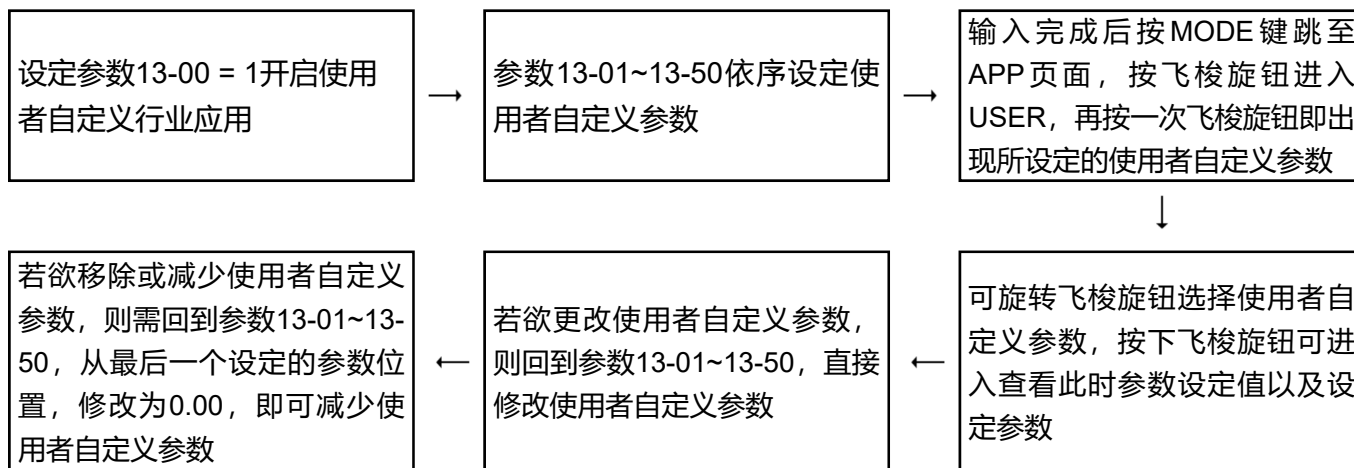 设定参数13-00 = 1开启使用
者自定义行业应用
参数13-01~13-50依序设定使
用者自定义参数
输入完成后按MODE键跳至
APP页面，按飞梭旋钮进入
USER，再按一次飞梭旋钮即出
现所设定的使用者自定义参数
可旋转飞梭旋钮选择使用者自
定义参数，按下飞梭旋钮可进
入查看此时参数设定值以及设
定参数
若欲更改使用者自定义参数，
则回到参数13-01~13-50，直接
修改使用者自定义参数
若欲移除或减少使用者自定义
参数，则需回到参数13-01~13-
50，从最后一个设定的参数位
置，修改为0.00，即可减少使
用者自定义参数